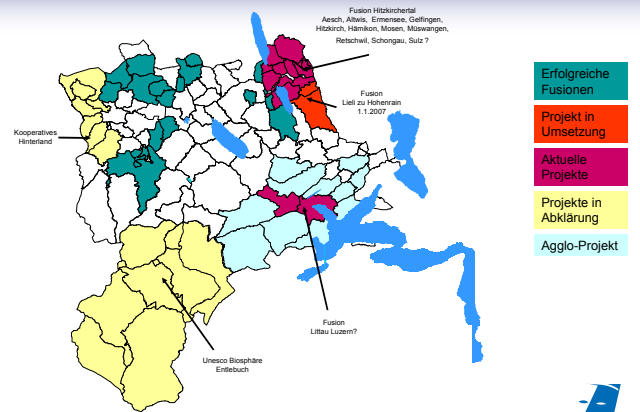 Fusion Hitzkirchertal
Aesch, Altwis, Ermensee, Gelfingen,
Hitzkirch, Hämikon, Mosen, Müswangen,
Retschwil, Schongau, Sulz ?
Fusion
Lieli zu Hohenrain
1.1.2007
Kooperatives
Hinterland
Erfolgreiche
Fusionen
Projekt in
Umsetzung
Aktuelle
Projekte
Projekte in
Abklärung
Agglo-Projekt
Fusion
Littau Luzern?
Unesco Biosphäre
Entlebuch